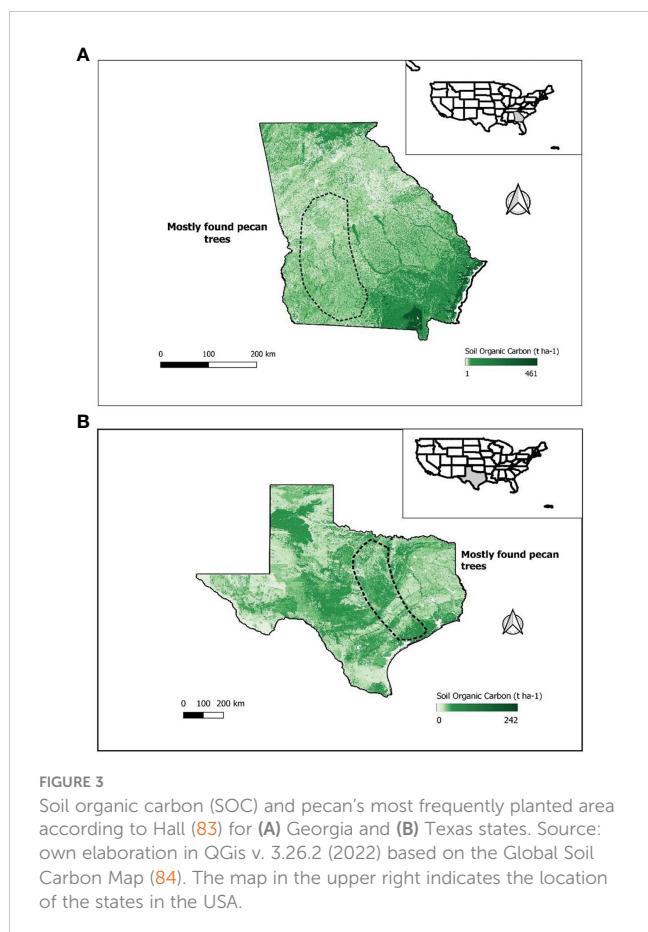 A
Mostly found pecan
trees
0 100 200 km
Soil Organic Carbon (t ha-1)
1 461
B
Mostly found pecan
trees
0 100 200 km
Soil Organic Carbon (t ha-1)
0 242
FIGURE 3
Soil organic carbon (SOC) and pecan's most frequently planted area
according to Hall (83) for (A) Georgia and (B) Texas states. Source:
own elaboration in QGis v. 3.26.2 (2022) based on the Global Soil
Carbon Map (84). The map in the upper right indicates the location
of the states in the USA.